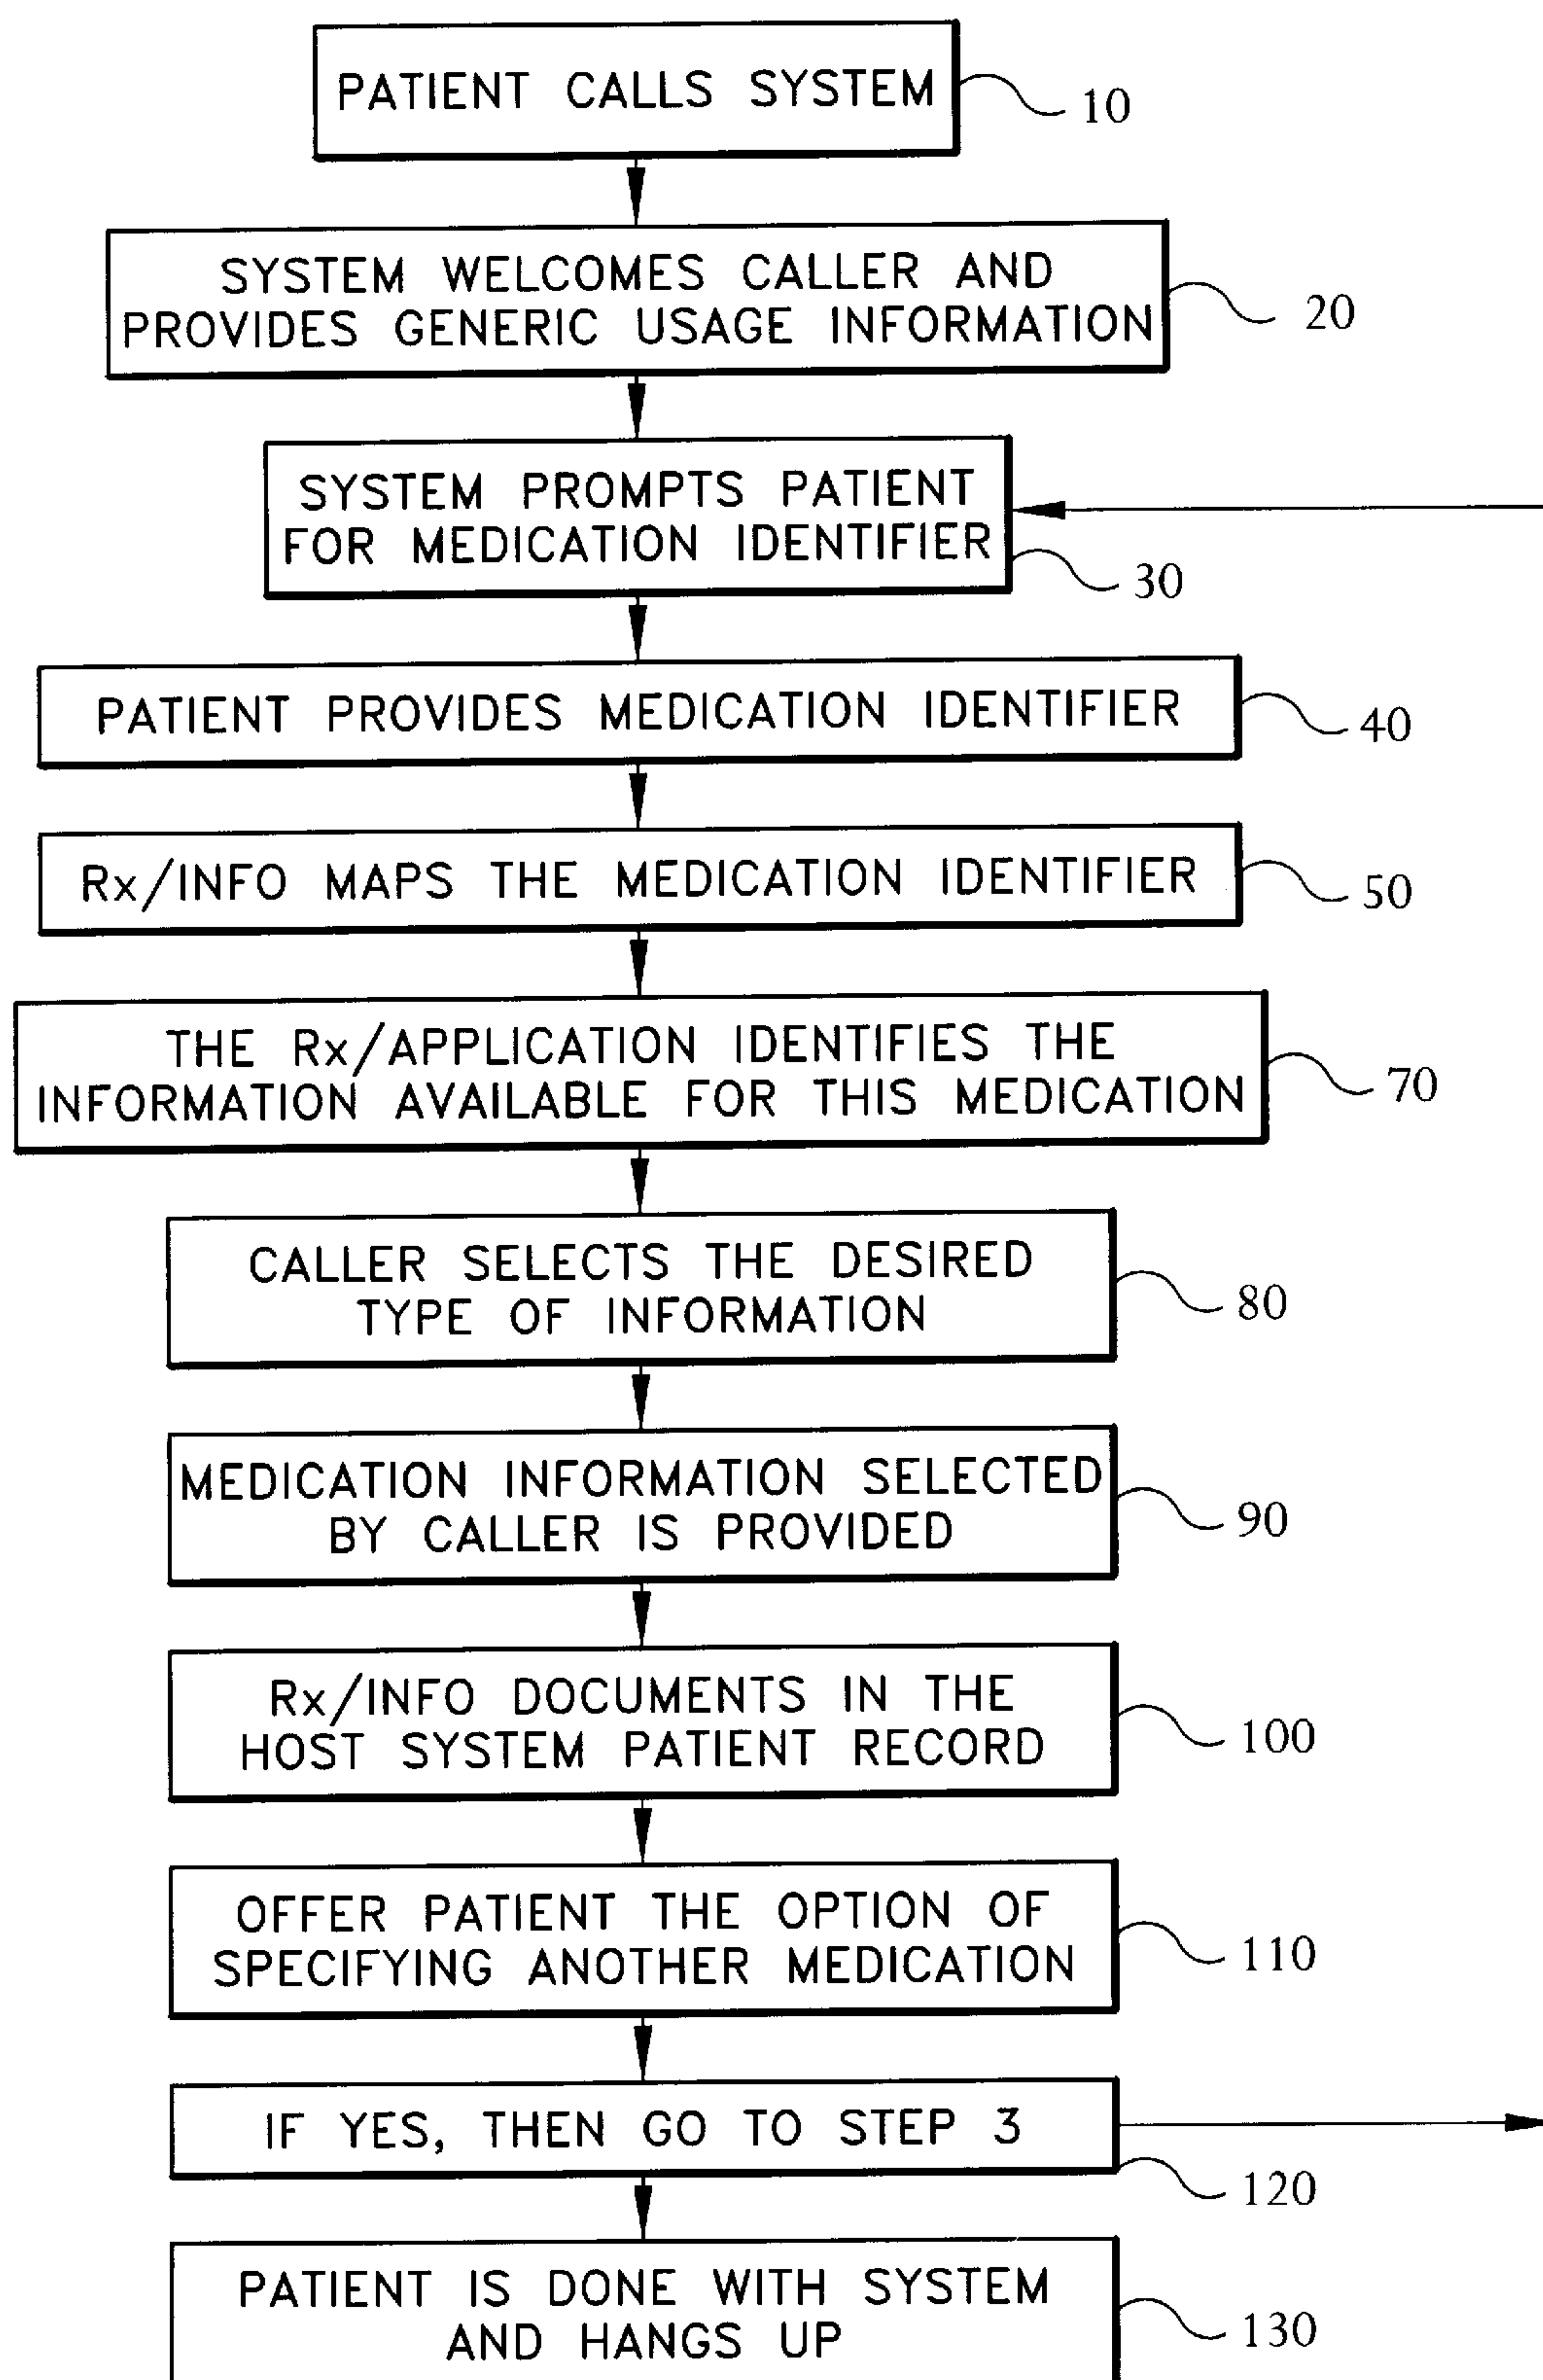 PATIENT CALLS SYSTEM
10
SYSTEM WELCOMES CALLER AND
PROVIDES GENERIC USAGE INFORMATION
20
SYSTEM PROMPTS PATIENT
FOR MEDICATION IDENTIFIER
30
PATIENT PROVIDES MEDICATION IDENTIFIER
40
Rx/INFO MAPS THE MEDICATION IDENTIFIER
50
THE Rx/APPLICATION IDENTIFIES THE
INFORMATION AVAILABLE FOR THIS MEDICATION
70
CALLER SELECTS THE DESIRED
TYPE OF INFORMATION
80
MEDICATION INFORMATION SELECTED
BY CALLER IS PROVIDED
90
Rx/INFO DOCUMENTS IN THE
HOST SYSTEM PATIENT RECORD
100
OFFER PATIENT THE OPTION OF
SPECIFYING ANOTHER MEDICATION
110
IF YES, THEN GO TO STEP 3
120
PATIENT IS DONE WITH SYSTEM
AND HANGS UP
130